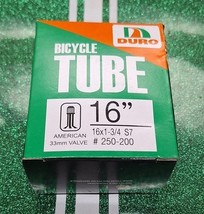 DURO
BICYCLE
TUBE
16”
16x1-3/4 S7
AMERICAN
33mm VALVE
# 250-200